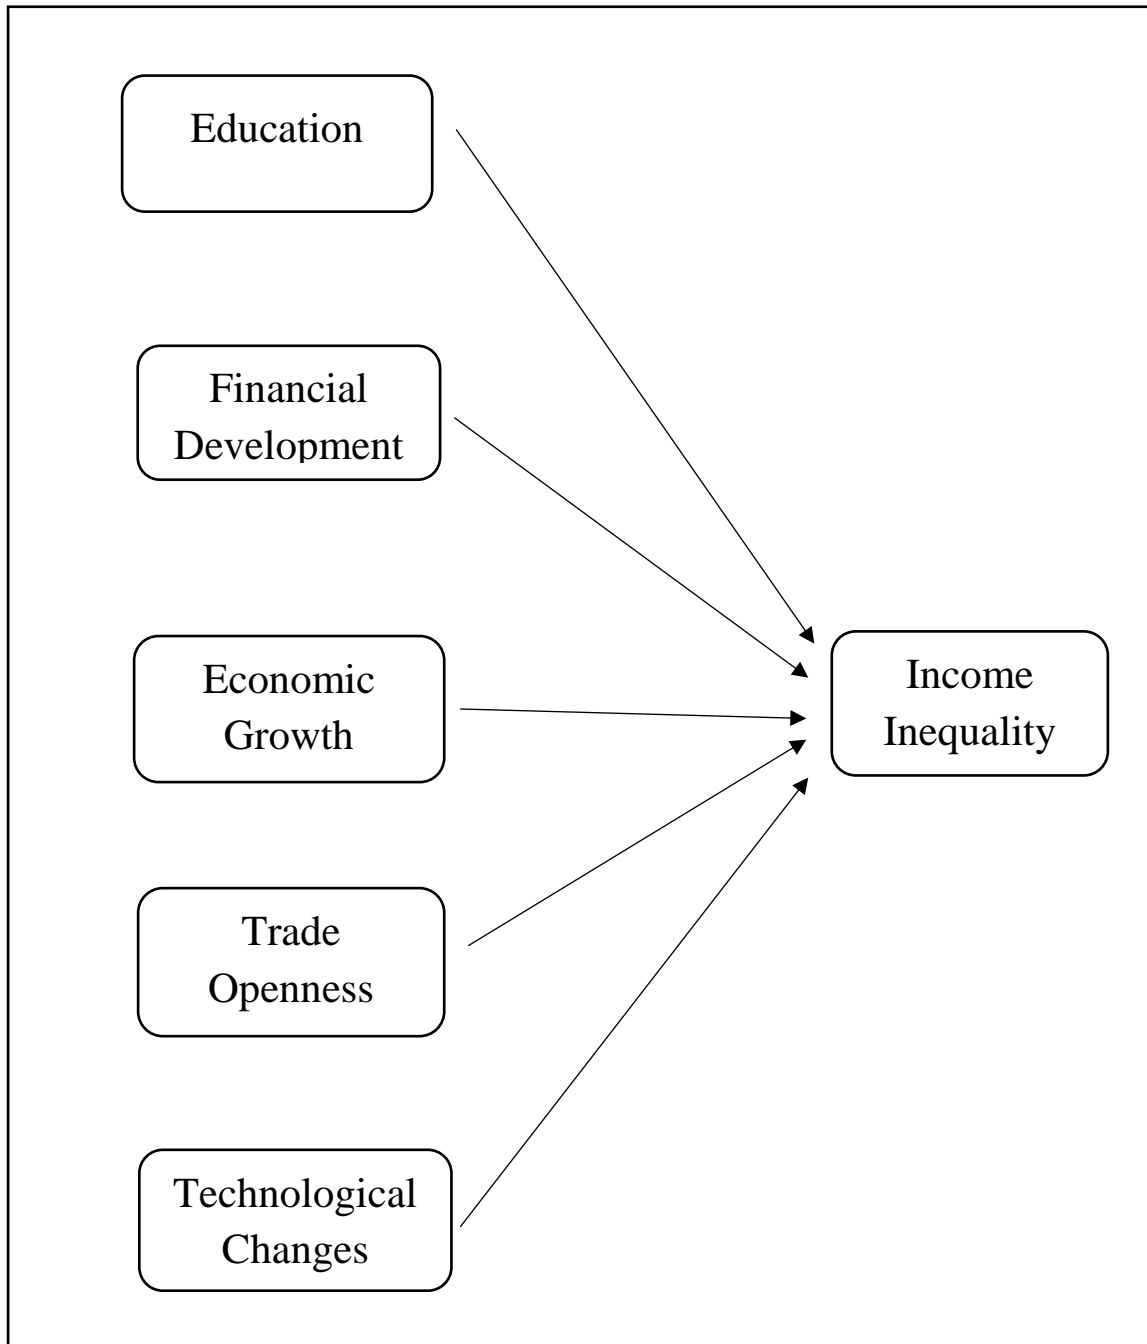 Education
Financial
Development
Economic
Growth
Income
Inequality
Trade
Openness
Technological
Changes